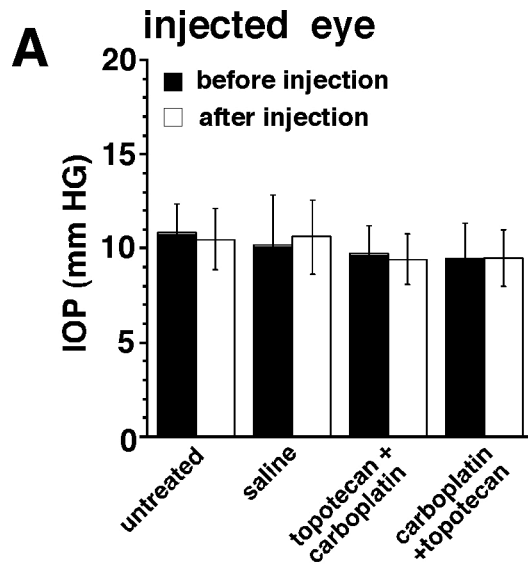 A
injected eye
before injection
after injection
IOP (mm HG)
20
15
10
5
0
untreated
saline
topotecan +
carboplatin
carboplatin
+topotecan